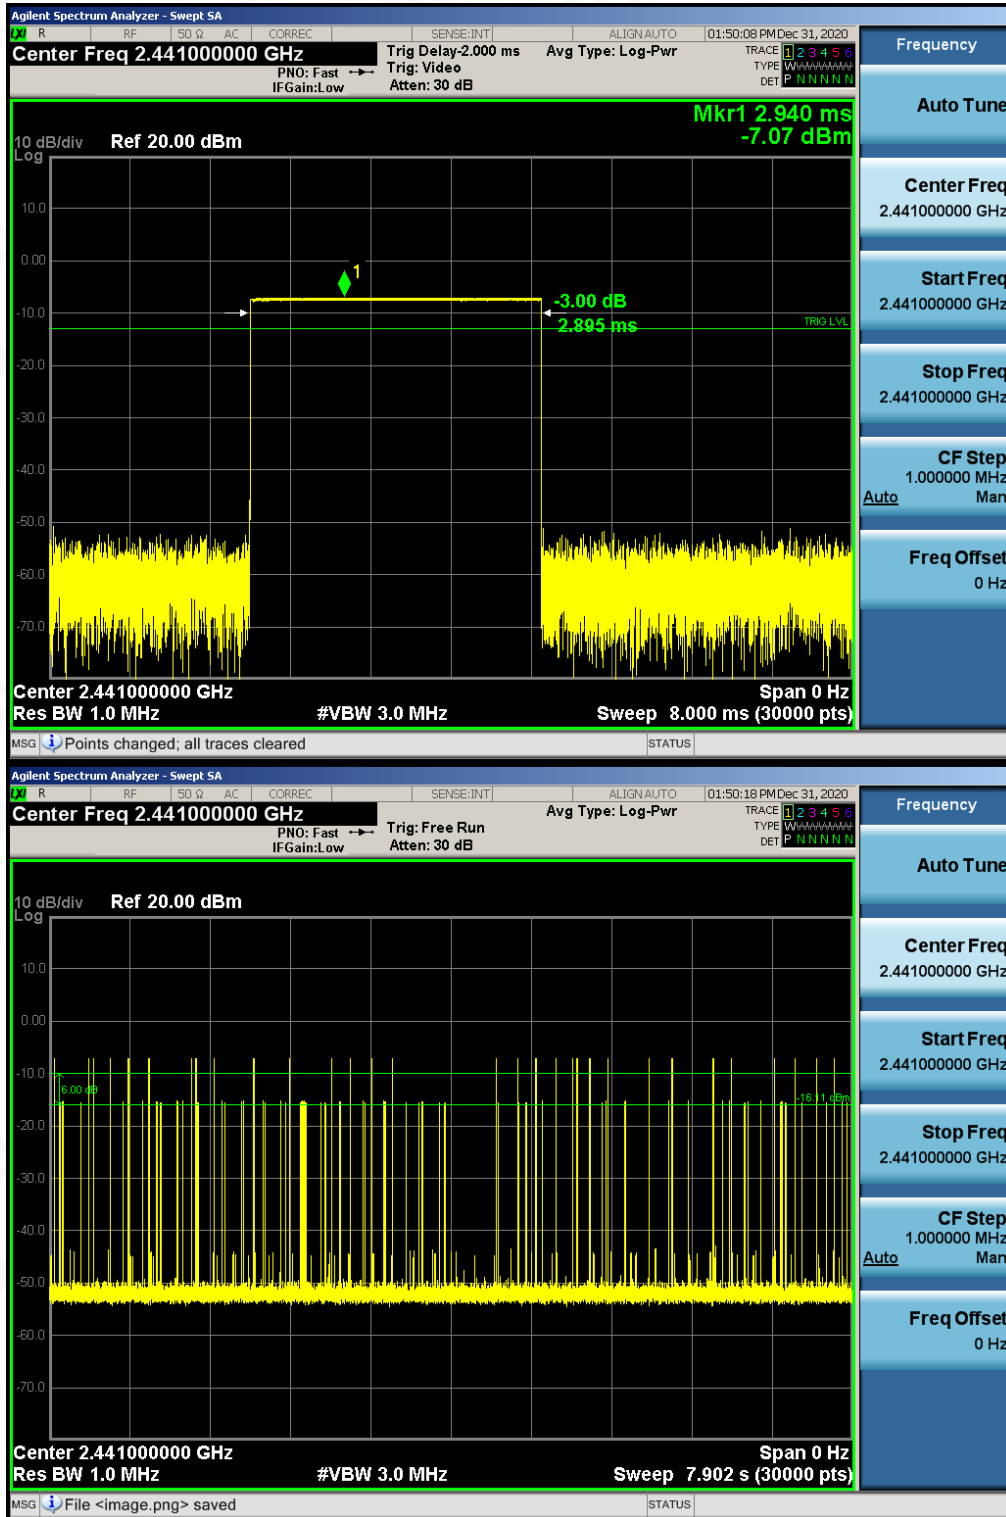 Agilent Spectrum Analyzer - Swept SA
LXI R RF 50 Ω AC CORREC SENSE:INT ALIGN AUTO 01:50:08 PM Dec 31, 2020
Center Freq 2.441000000 GHz
PNO: Fast
IFGain:Low
Trig Delay-2.000 ms
Trig: Video
Atten: 30 dB
Avg Type: Log-Pwr
TRACE 1 2 3 4 5 6
TYPE WWWWWW
DET P N N N N N
Mkr1 2.940 ms
-7.07 dBm
10 dB/div Ref 20.00 dBm
Log
10.0
0.00
-10.0
-20.0
-30.0
-40.0
-50.0
-60.0
-70.0
1
-3.00 dB
2.895 ms
TRIG LVL
Center 2.441000000 GHz Span 0 Hz
Res BW 1.0 MHz #VBW 3.0 MHz Sweep 8.000 ms (30000 pts)
MSG Points changed; all traces cleared STATUS
Frequency
Auto Tune
Center Freq
2.441000000 GHz
Start Freq
2.441000000 GHz
Stop Freq
2.441000000 GHz
CF Step
1.000000 MHz
Auto Man
Freq Offset
0 Hz
Agilent Spectrum Analyzer - Swept SA
LXI R RF 50 Ω AC CORREC SENSE:INT ALIGN AUTO 01:50:18 PM Dec 31, 2020
Center Freq 2.441000000 GHz
PNO: Fast
IFGain:Low
Trig: Free Run
Atten: 30 dB
Avg Type: Log-Pwr
TRACE 1 2 3 4 5 6
TYPE WWWWWW
DET P N N N N N
10 dB/div Ref 20.00 dBm
Log
10.0
0.00
-10.0
-20.0
-30.0
-40.0
-50.0
-60.0
-70.0
6.00 dB
-16.11 dBm
Center 2.441000000 GHz Span 0 Hz
Res BW 1.0 MHz #VBW 3.0 MHz Sweep 7.902 s (30000 pts)
MSG File <image.png> saved STATUS
Frequency
Auto Tune
Center Freq
2.441000000 GHz
Start Freq
2.441000000 GHz
Stop Freq
2.441000000 GHz
CF Step
1.000000 MHz
Auto Man
Freq Offset
0 Hz